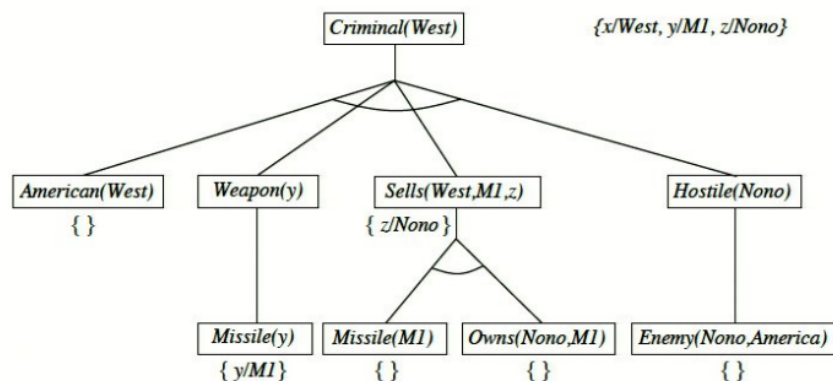 Criminal(West)
{x/West, y/M1, z/Nono}
American(West)
Weapon(y)
Sells(West,M1,z)
Hostile(Nono)
{ }
{ z/Nono }
Missile(y)
Missile(M1)
Owns(Nono,M1)
Enemy(Nono,America)
{ y/M1}
{ }
{ }
{ }